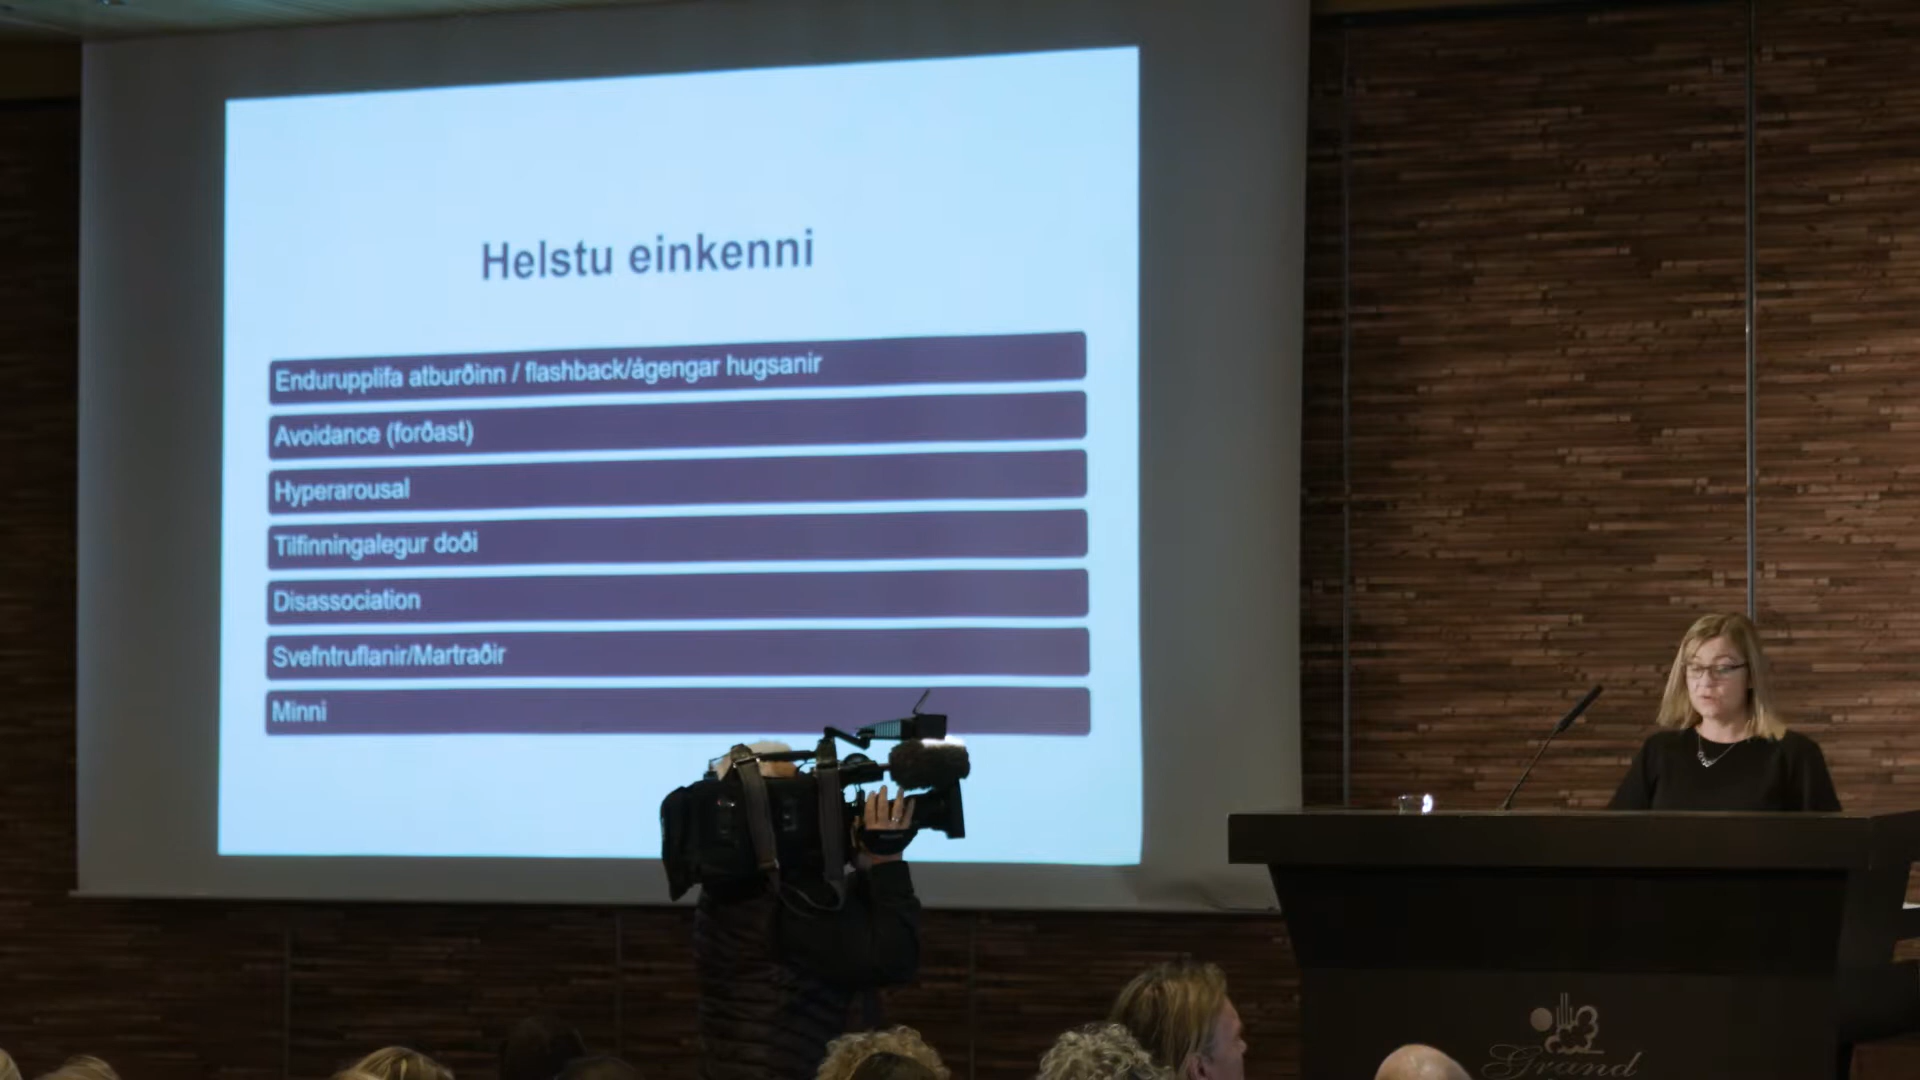 Helstu einkenni
Endurupplifa atburðinn / flashback/ágengar hugsanir
Avoidance (forðast)
Hyperarousal
Tilfinningalegur doði
Disassociation
Svefntruflanir/Martraðir
Minni
Grand